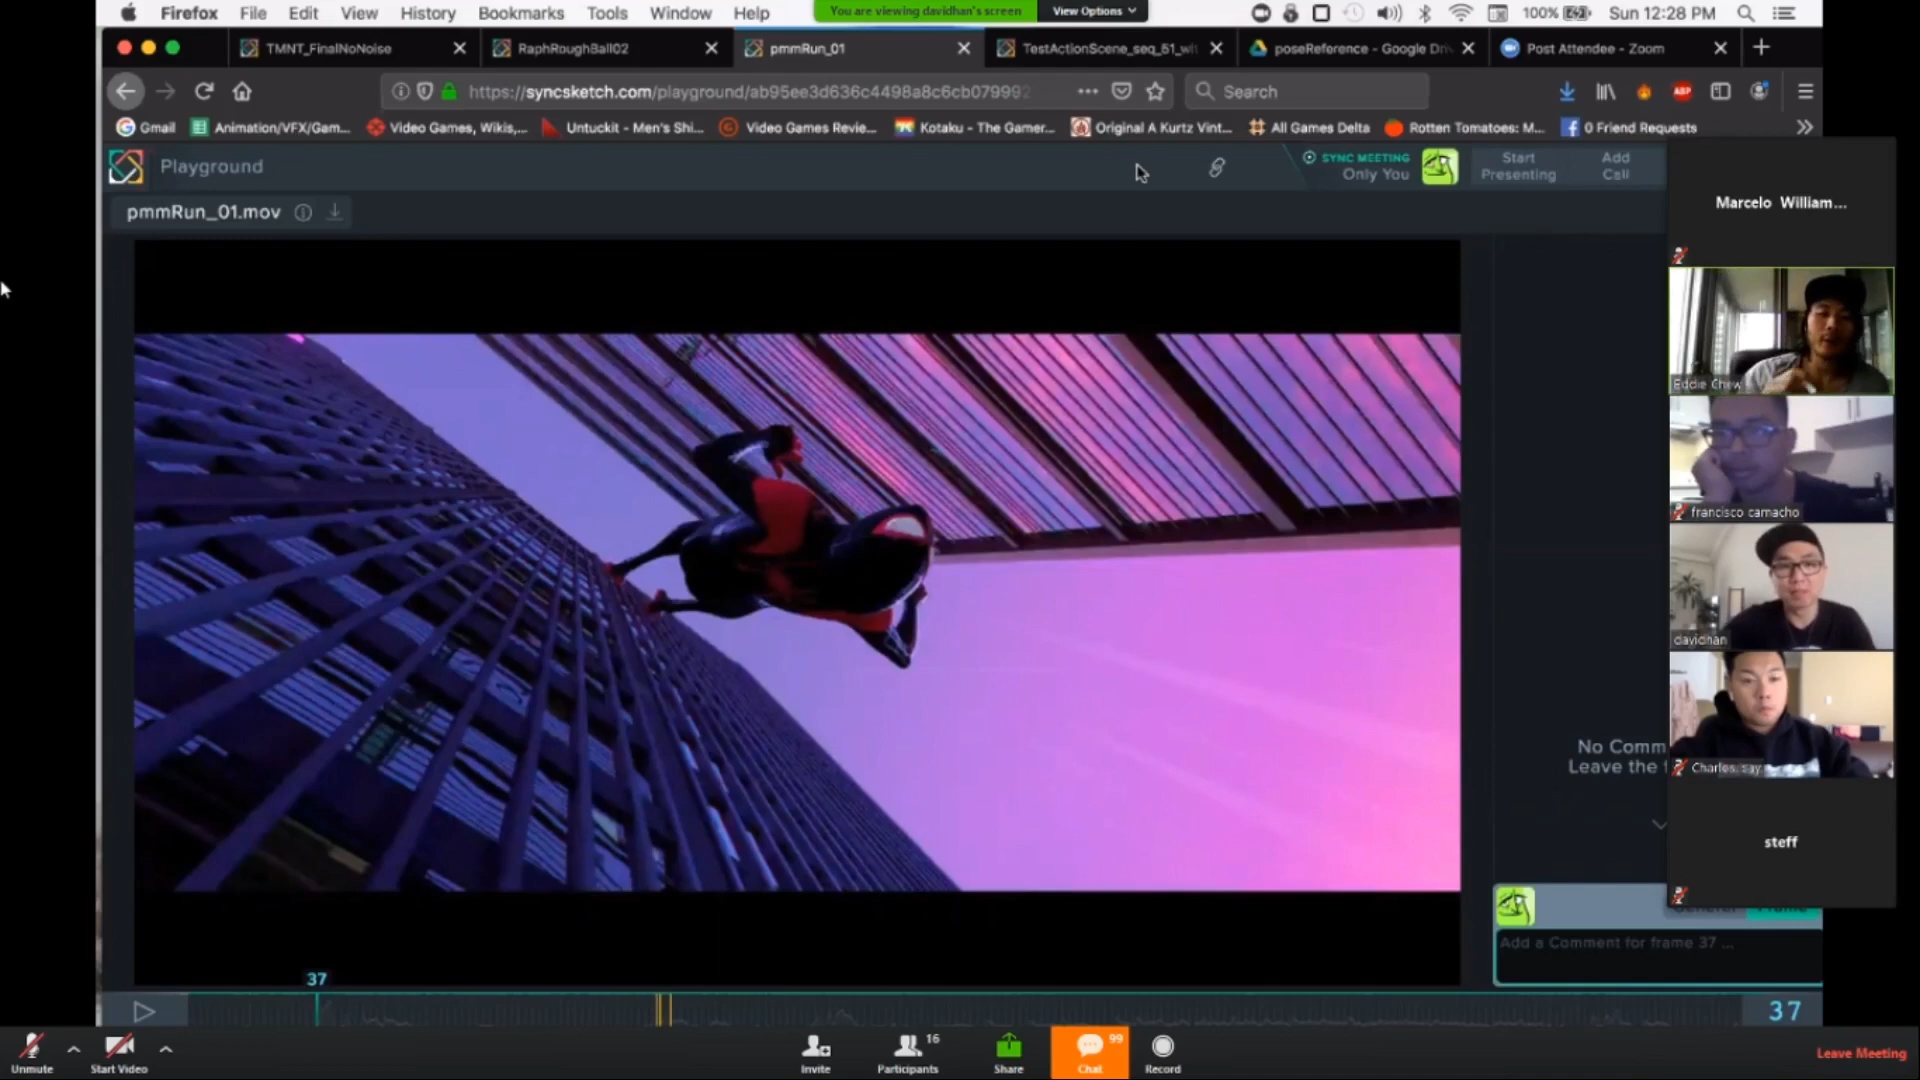 Firefox File Edit View History Bookmarks Tools Window Help
You are viewing davidhan's screen
View Options
100%
Sun 12:28 PM
TMNT_FinalNoNoise
RaphRoughBall02
pmmRun_01
TestActionScene_seq_51_wit
poseReference - Google Dri
Post Attendee - Zoom
https://syncsketch.com/playground/ab95ee3d636c4498a8c6cb079992
Search
ABP
Gmail
Animation/VFX/Gam...
Video Games, Wikis,...
Untuckit - Men's Shi...
Video Games Revie...
Kotaku - The Gamer...
Original A Kurtz Vint...
All Games Delta
Rotten Tomatoes: M...
0 Friend Requests
Playground
SYNC MEETING
Only You
Start
Presenting
Add
Call
pmmRun_01.mov
Marcelo William...
Eddie Chew
francisco camacho
davidhan
Charles.say
steff
No Comm
Leave the
Frame
Add a Comment for frame 37 ...
37
37
Unmute
Start Video
Invite
16
Participants
Share
99
Chat
Record
Leave Meeting